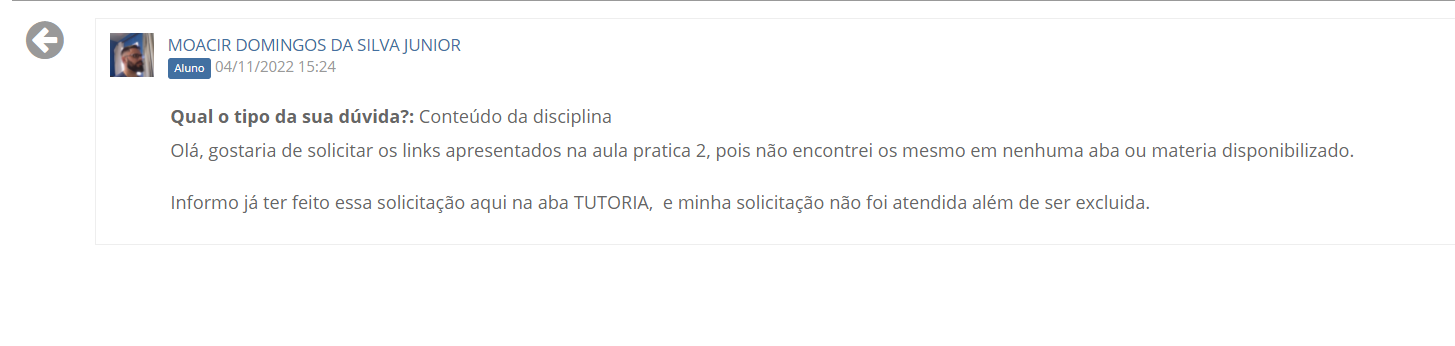 MOACIR DOMINGOS DA SILVA JUNIOR
Aluno 04/11/2022 15:24
Qual o tipo da sua dúvida?: Conteúdo da disciplina
Olá, gostaria de solicitar os links apresentados na aula pratica 2, pois não encontrei os mesmo em nenhuma aba ou materia disponibilizado.
Informo já ter feito essa solicitação aqui na aba TUTORIA,  e minha solicitação não foi atendida além de ser excluida.